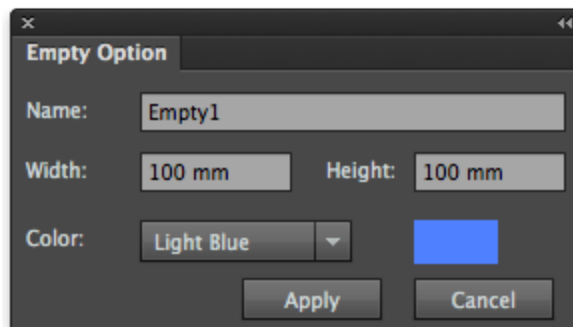 Empty Option
Name: Empty1
Width: 100 mm Height: 100 mm
Color: Light Blue
Apply Cancel